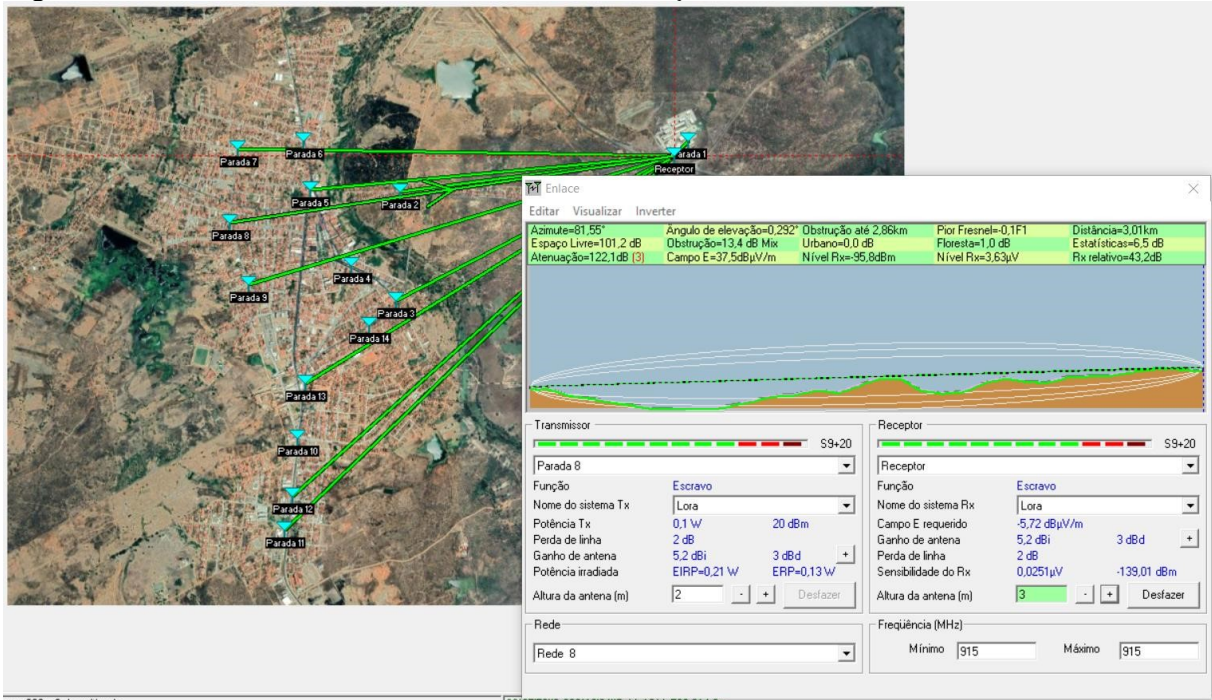 Parada 7
Parada 6
Parada 1
Receptor
Parada 5
Parada 2
Parada 8
Parada 4
Parada 9
Parada 3
Parada 14
Parada 13
Parada 10
Parada 12
Parada 11
Enlace
Editar Visualizar Inverter
Azimute=81,55° Ângulo de elevação=0,292° Obstrução até 2,86km Pior Fresnel=-0,1F1 Distância=3,01km
Espaço Livre=101,2 dB Obstrução=13,4 dB Mix Urbano=0,0 dB Floresta=1,0 dB Estatísticas=6,5 dB
Atenuação=122,1dB (3) Campo E=37,5dBµV/m Nível Rx=-95,8dBm Nível Rx=3,63µV Rx relativo=43,2dB
Transmissor
S9+20
Parada 8
Função Escravo
Nome do sistema Tx Lora
Potência Tx 0,1 W 20 dBm
Perda de linha 2 dB
Ganho de antena 5,2 dBi 3 dBd +
Potência irradiada EIRP=0,21 W ERP=0,13 W
Altura da antena (m) 2 - + Desfazer
Rede
Rede 8
Receptor
S9+20
Receptor
Função Escravo
Nome do sistema Rx Lora
Campo E requerido -5,72 dBµV/m
Ganho de antena 5,2 dBi 3 dBd +
Perda de linha 2 dB
Sensibilidade do Rx 0,0251µV -139,01 dBm
Altura da antena (m) 3 - + Desfazer
Freqüência (MHz)
Mínimo 915 Máximo 915